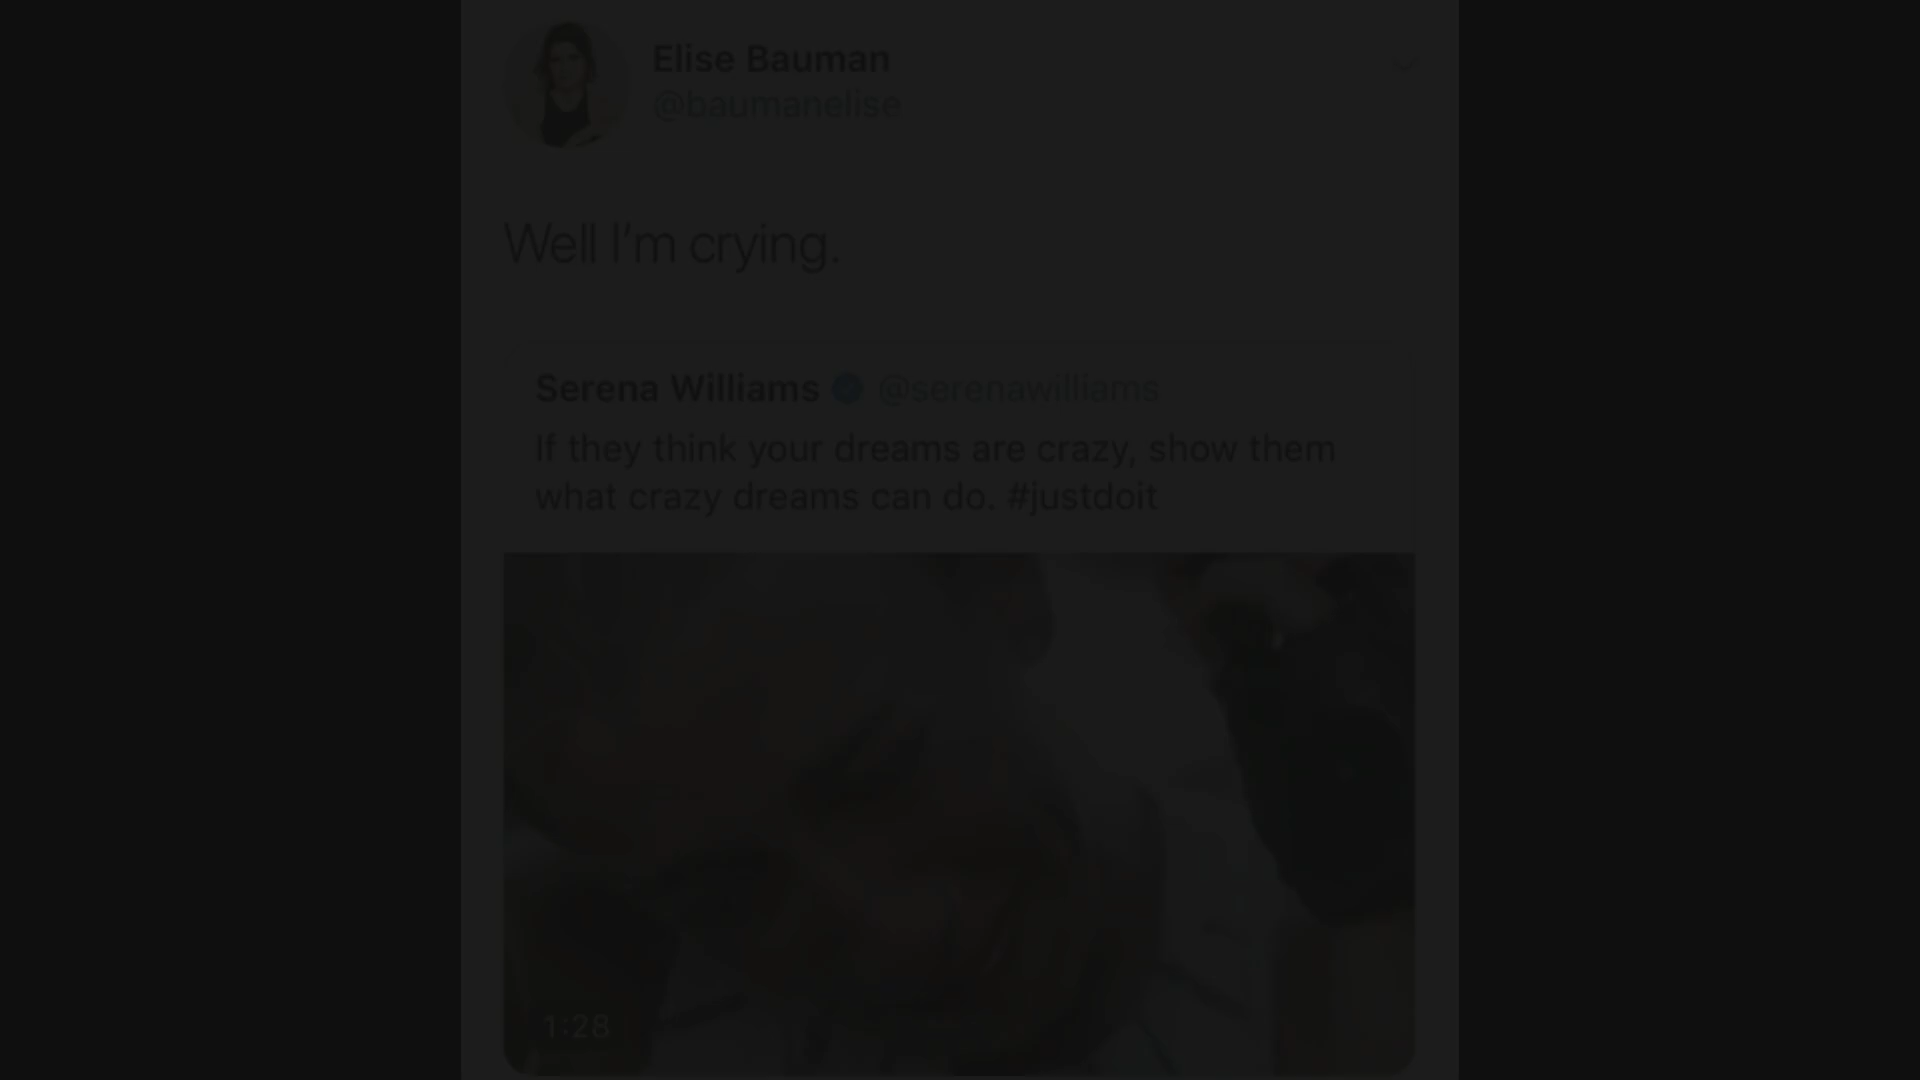 Elise Bauman
@baumanelise
Well I'm crying.
Serena Williams @serenawilliams
If they think your dreams are crazy, show them
what crazy dreams can do. #justdoit
1:28